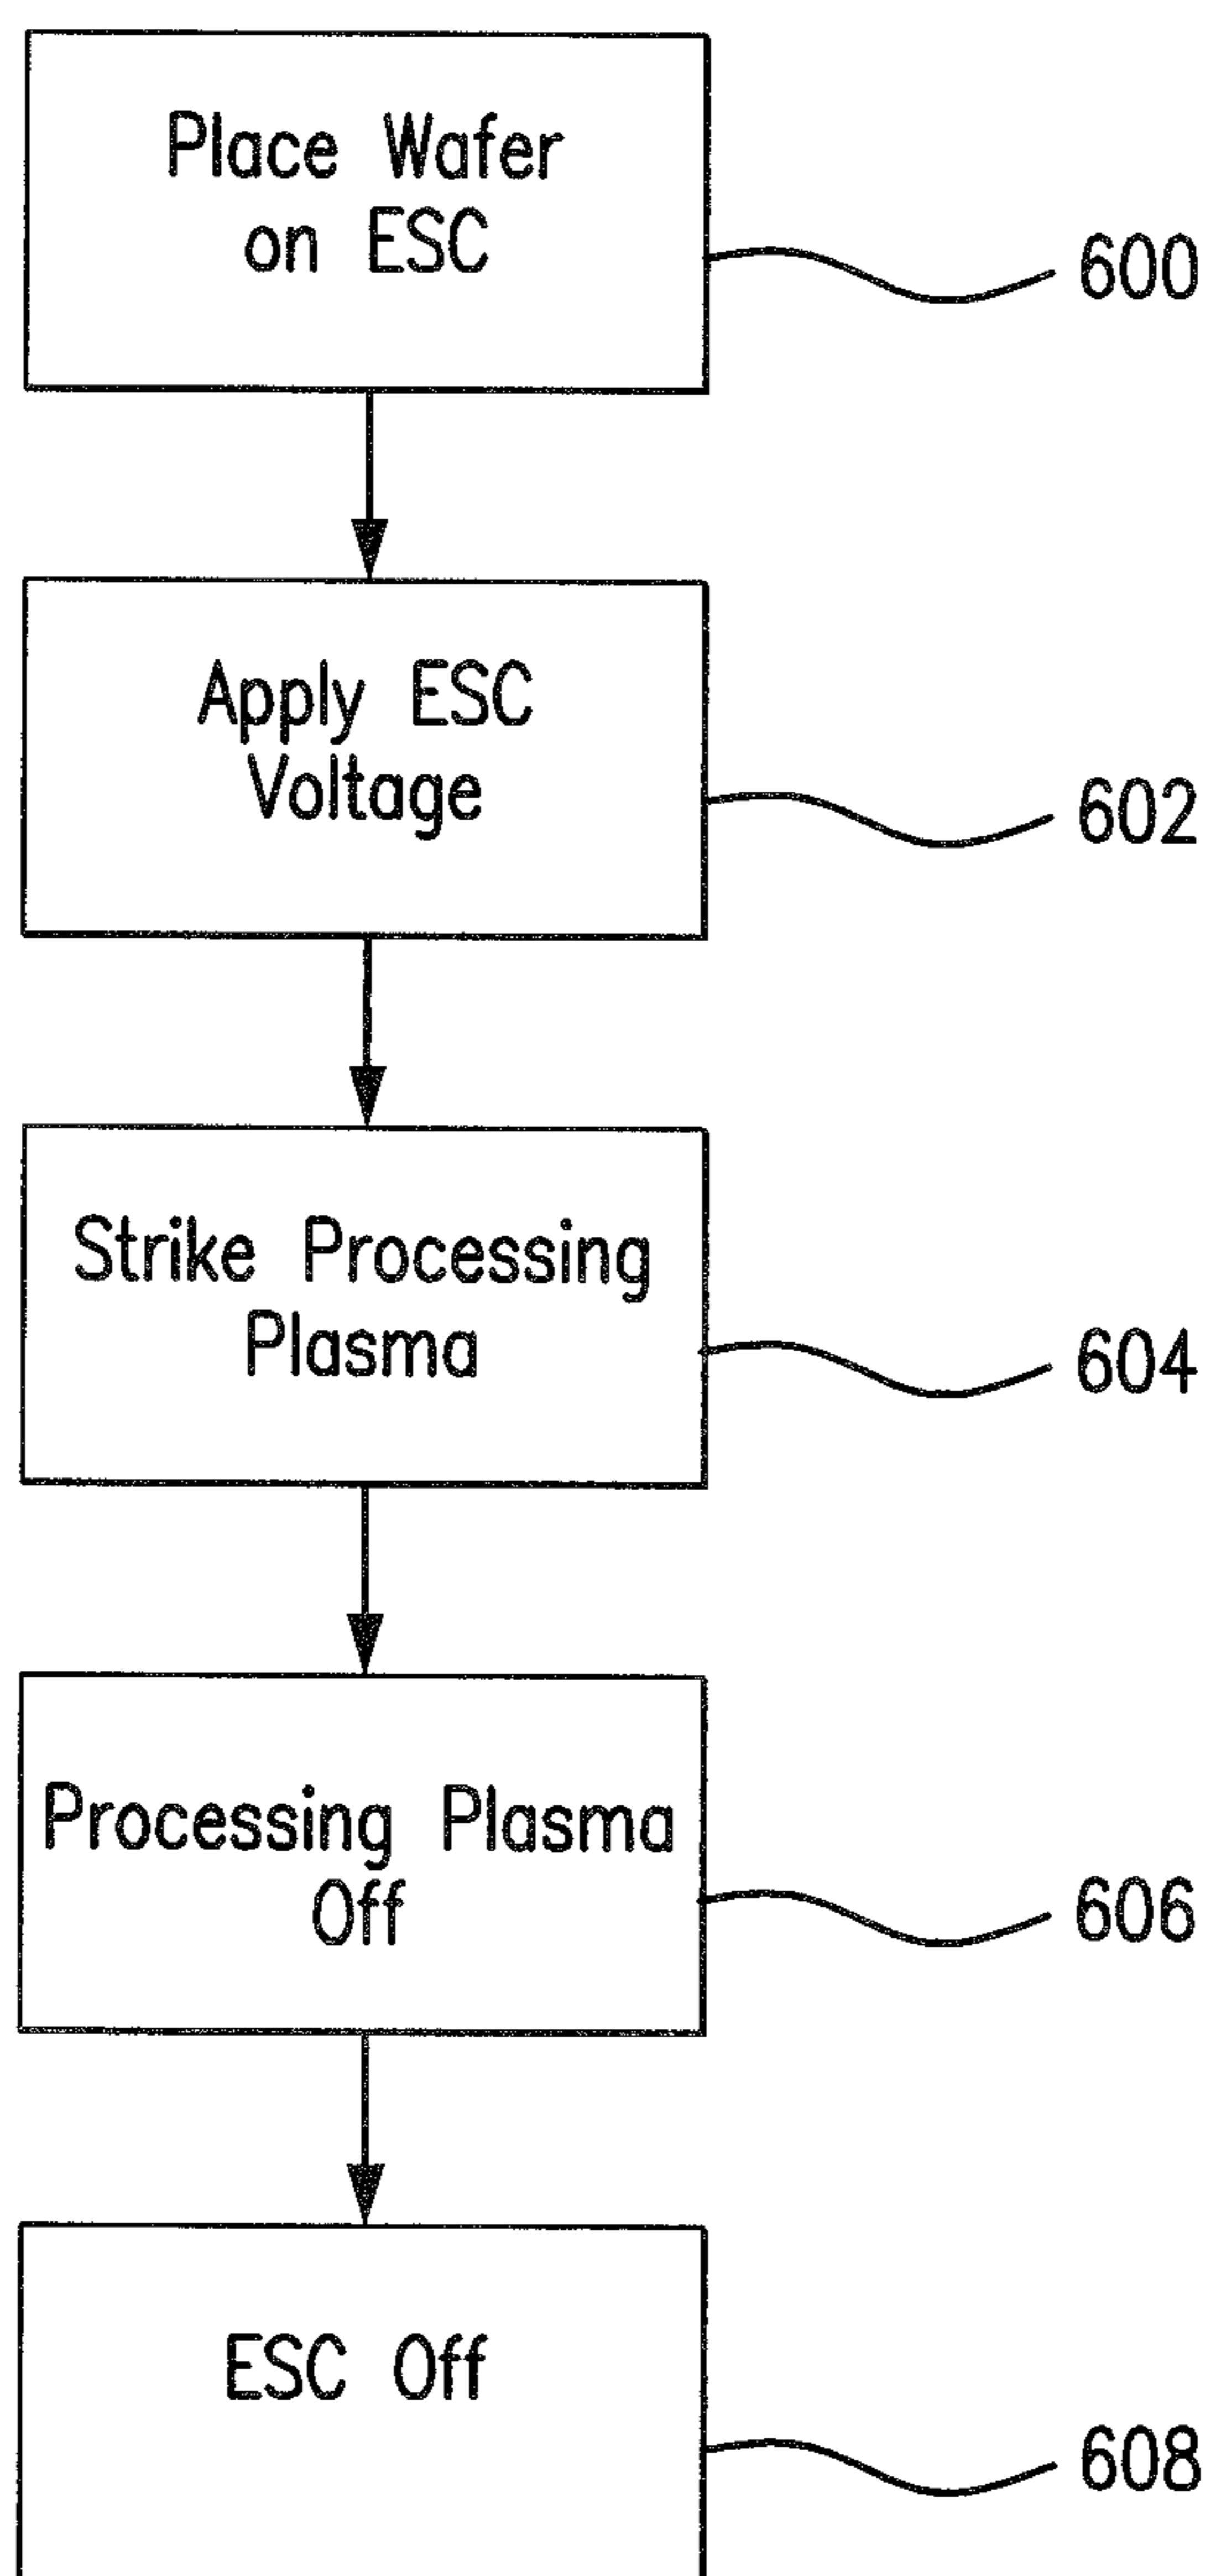 Place Wafer
on ESC
600
Apply ESC
Voltage
602
Strike Processing
Plasma
604
Processing Plasma
Off
606
ESC Off
608